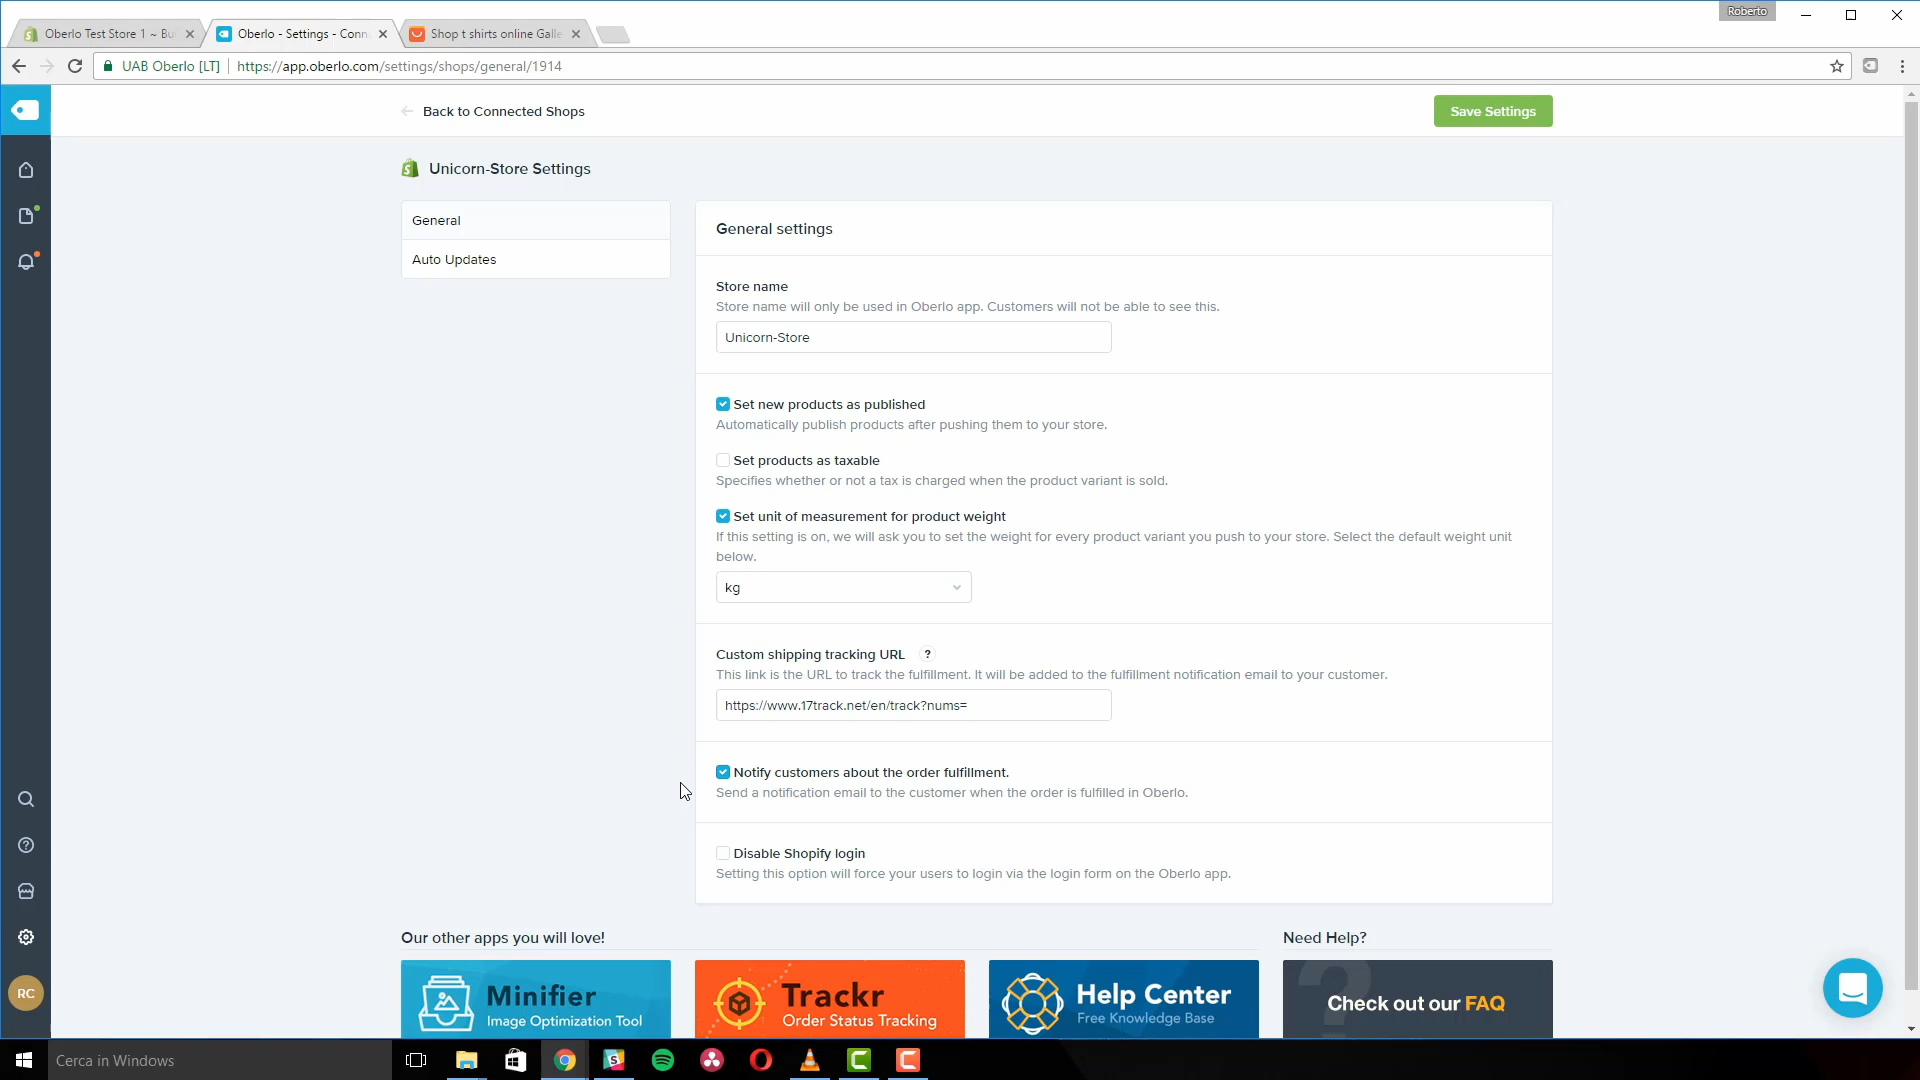 Roberto
Oberlo Test Store 1 ~ Bu
Oberlo - Settings - Conn
Shop t shirts online Galle
UAB Oberlo [LT] https://app.oberlo.com/settings/shops/general/1914
Back to Connected Shops
Save Settings
Unicorn-Store Settings
General
Auto Updates
General settings
Store name
Store name will only be used in Oberlo app. Customers will not be able to see this.
Unicorn-Store
Set new products as published
Automatically publish products after pushing them to your store.
Set products as taxable
Specifies whether or not a tax is charged when the product variant is sold.
Set unit of measurement for product weight
If this setting is on, we will ask you to set the weight for every product variant you push to your store. Select the default weight unit
below.
kg
Custom shipping tracking URL ?
This link is the URL to track the fulfillment. It will be added to the fulfillment notification email to your customer.
https://www.17track.net/en/track?nums=
Notify customers about the order fulfillment.
Send a notification email to the customer when the order is fulfilled in Oberlo.
Disable Shopify login
Setting this option will force your users to login via the login form on the Oberlo app.
RC
Our other apps you will love!
Need Help?
Minifier
Image Optimization Tool
Trackr
Order Status Tracking
Help Center
Free Knowledge Base
Check out our FAQ
Cerca in Windows